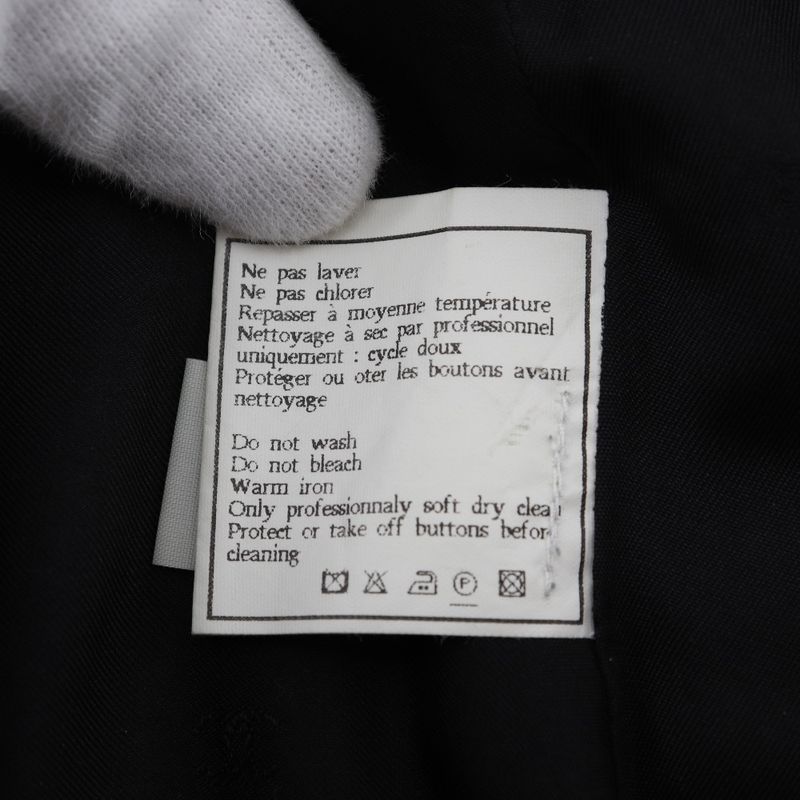 Ne pas laver
Ne pas chlorer
Repasser à moyenne température
Nettoyage à sec par professionnel
uniquement : cycle doux
Protéger ou oter les boutons avant
nettoyage
Do not wash
Do not bleach
Warm iron
Only professionnaly soft dry clea
Protect or take off buttons befor
cleaning
P